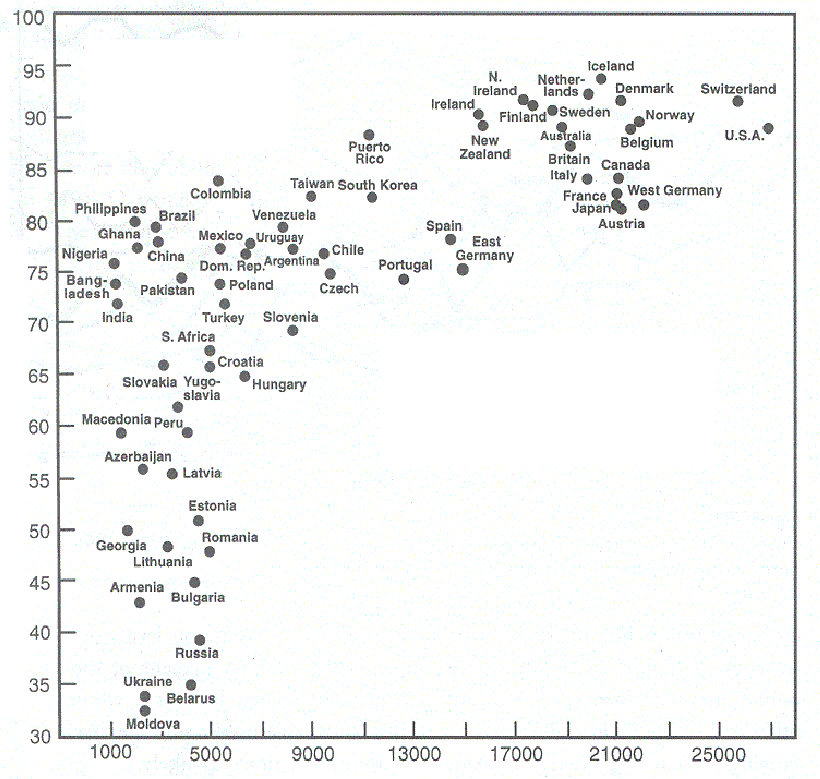 100
95
90
85
80
75
70
65
60
55
50
45
40
35
30
Iceland
N.
Ireland
Nether-
lands
Denmark
Switzerland
Ireland
Finland
Sweden
Norway
New
Zealand
Australia
Belgium
U.S.A.
Puerto
Rico
Britain
Italy
Canada
Colombia
Taiwan
South Korea
France
West Germany
Japan
Austria
Philippines
Brazil
Venezuela
Spain
Ghana
China
Mexico
Uruguay
East
Germany
Nigeria
Dom. Rep.
Argentina
Chile
Portugal
Bang-
ladesh
Pakistan
Poland
Czech
India
Turkey
Slovenia
S. Africa
Croatia
Slovakia
Yugo-
slavia
Hungary
Macedonia
Peru
Azerbaijan
Latvia
Estonia
Georgia
Romania
Lithuania
Armenia
Bulgaria
Russia
Ukraine
Belarus
Moldova
1000
5000
9000
13000
17000
21000
25000